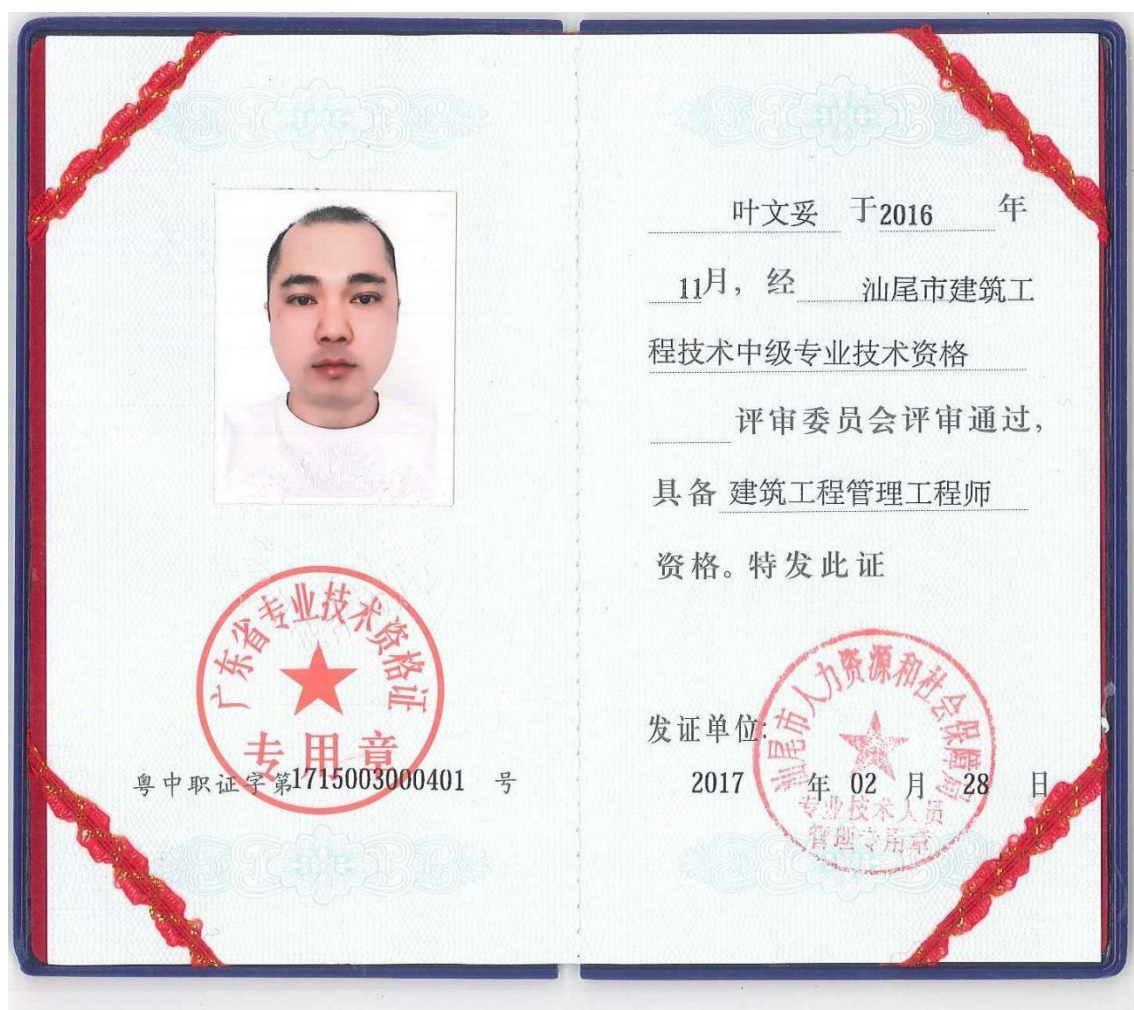 广东省专业技术资格证
专用章
粤中职证字第1715003000401 号
叶文妥 于2016 年
11月，经 汕尾市建筑工
程技术中级专业技术资格
评审委员会评审通过，
具备 建筑工程管理工程师
资格。特发此证
发证单位:
汕尾市人力资源和社会保障局
专业技术人员
管理专用章
2017 年 02 月 28 日